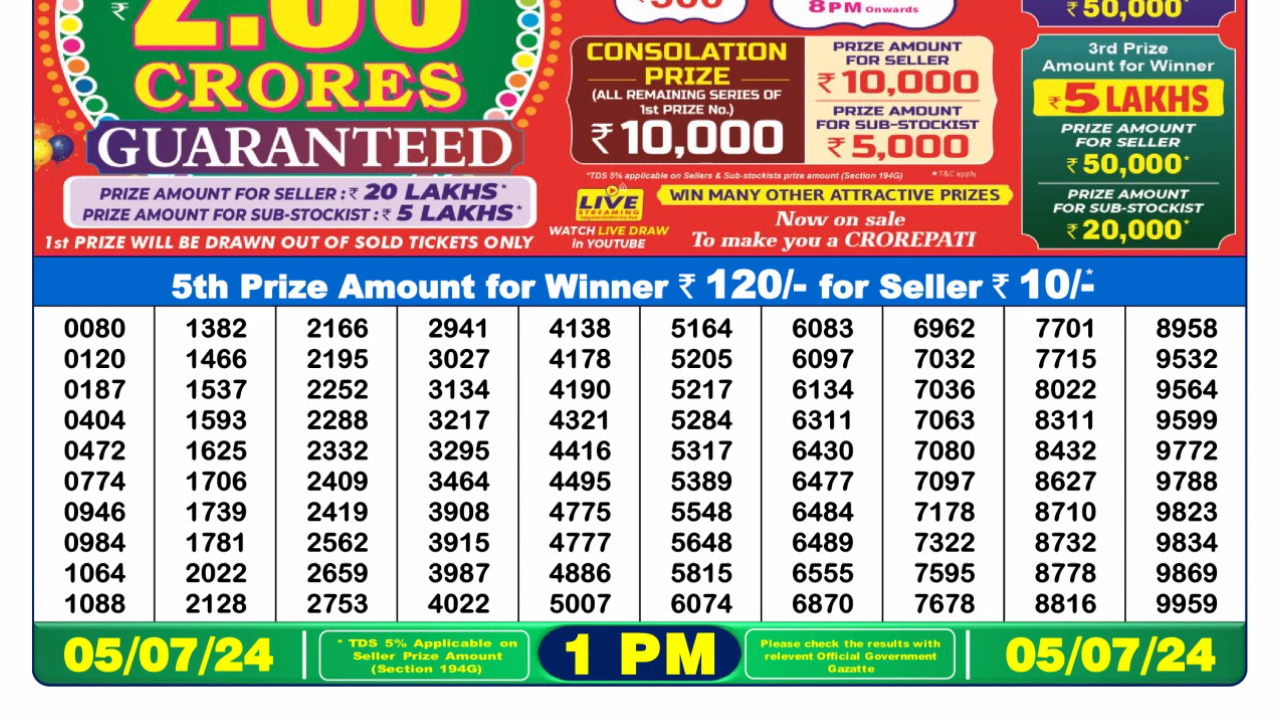 ₹ 2.00
CRORES
GUARANTEED
PRIZE AMOUNT FOR SELLER : ₹ 20 LAKHS*
PRIZE AMOUNT FOR SUB-STOCKIST : ₹ 5 LAKHS*
1st PRIZE WILL BE DRAWN OUT OF SOLD TICKETS ONLY
₹500
8PM Onwards
CONSOLATION
PRIZE
(ALL REMAINING SERIES OF
1st PRIZE No.)
₹ 10,000
PRIZE AMOUNT
FOR SELLER
₹ 10,000
PRIZE AMOUNT
FOR SUB-STOCKIST
₹ 5,000
*TDS 5% applicable on Sellers & Sub-stockists prize amount (Section 194G)
★T&C apply
LIVE
STREAMING
WATCH LIVE DRAW
in YOUTUBE
WIN MANY OTHER ATTRACTIVE PRIZES
Now on sale
To make you a CROREPATI
₹ 50,000*
3rd Prize
Amount for Winner
₹ 5 LAKHS
PRIZE AMOUNT
FOR SELLER
₹ 50,000*
PRIZE AMOUNT
FOR SUB-STOCKIST
₹ 20,000*
5th Prize Amount for Winner ₹ 120/- for Seller ₹ 10/-*
0080 1382 2166 2941 4138 5164 6083 6962 7701 8958
0120 1466 2195 3027 4178 5205 6097 7032 7715 9532
0187 1537 2252 3134 4190 5217 6134 7036 8022 9564
0404 1593 2288 3217 4321 5284 6311 7063 8311 9599
0472 1625 2332 3295 4416 5317 6430 7080 8432 9772
0774 1706 2409 3464 4495 5389 6477 7097 8627 9788
0946 1739 2419 3908 4775 5548 6484 7178 8710 9823
0984 1781 2562 3915 4777 5648 6489 7322 8732 9834
1064 2022 2659 3987 4886 5815 6555 7595 8778 9869
1088 2128 2753 4022 5007 6074 6870 7678 8816 9959
05/07/24
* TDS 5% Applicable on
Seller Prize Amount
(Section 194G)
1 PM
Please check the results with
relevent Official Government
Gazatte
05/07/24